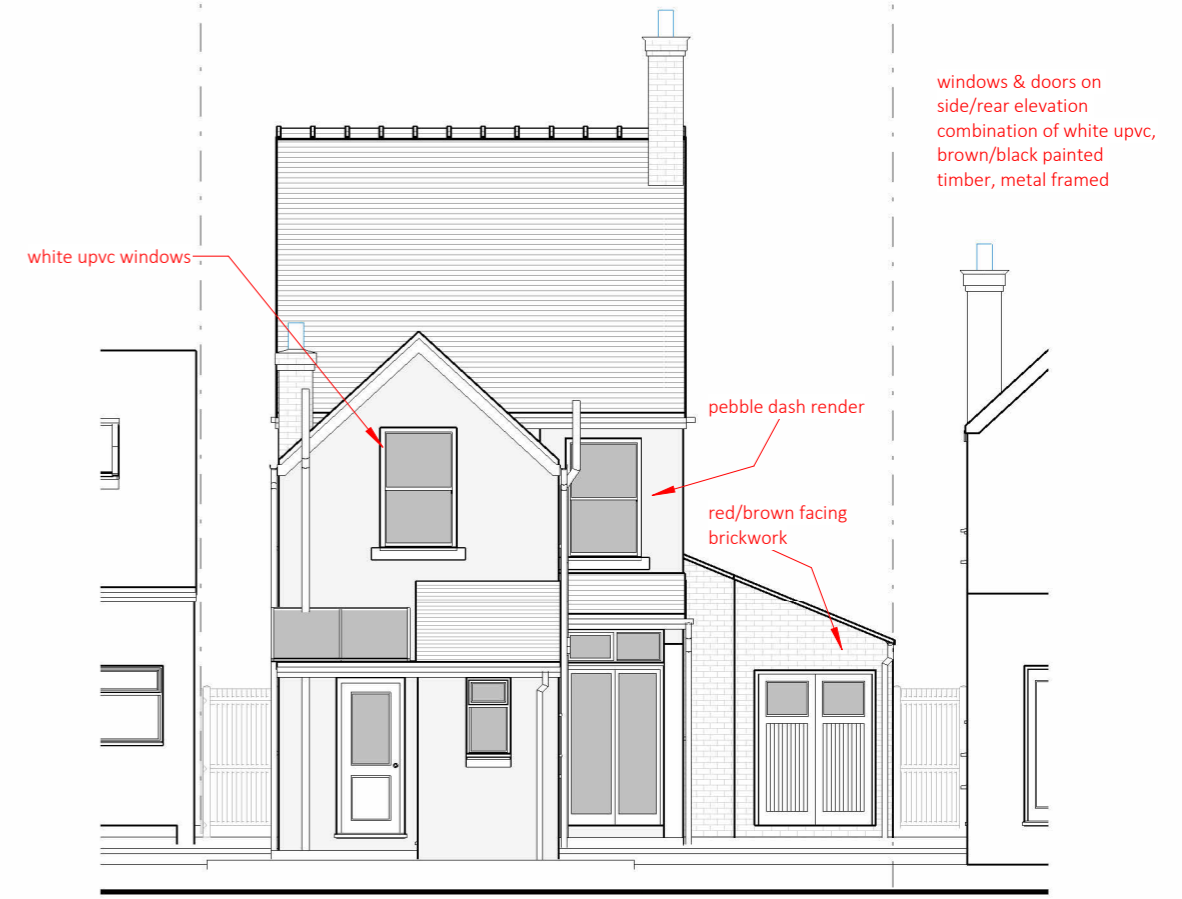 windows & doors on
side/rear elevation
combination of white upvc,
brown/black painted
timber, metal framed
white upvc windows
pebble dash render
red/brown facing
brickwork